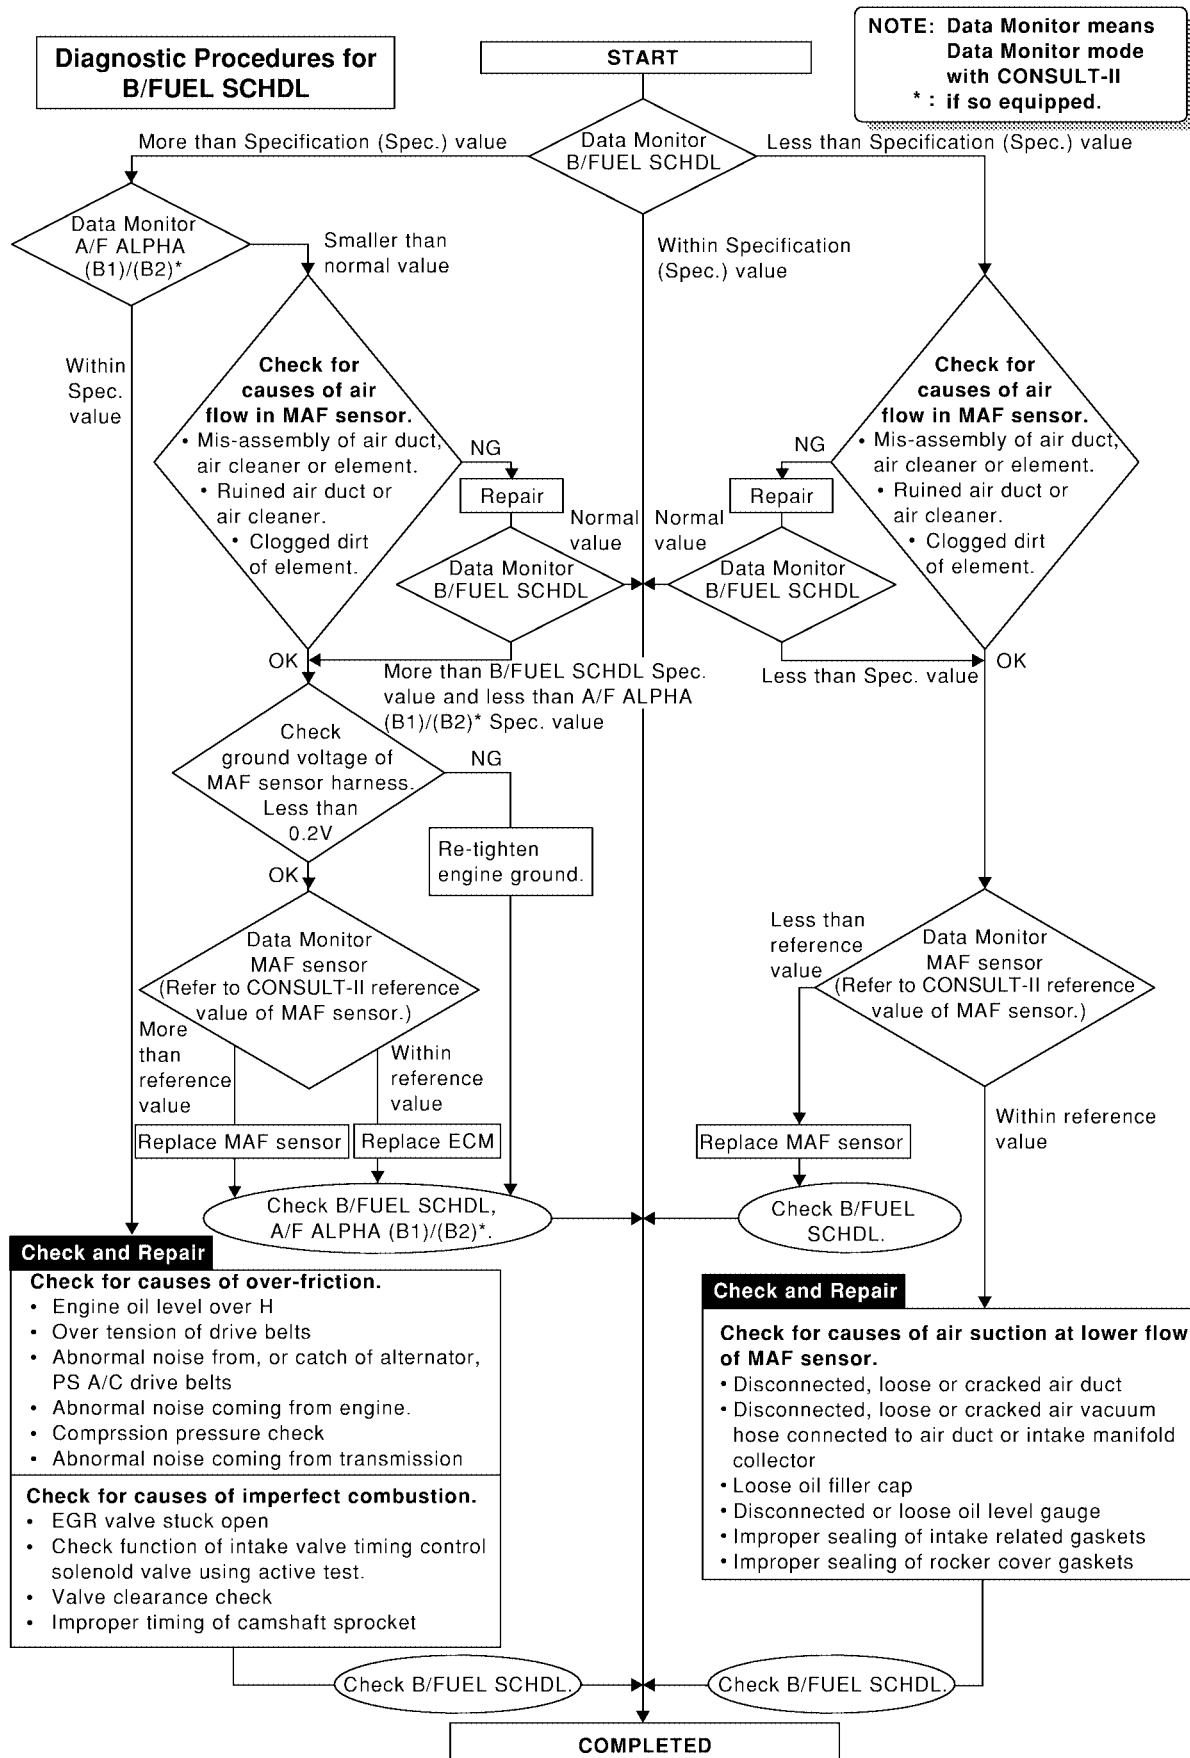 Diagnostic Procedures for
B/FUEL SCHDL
START
NOTE: Data Monitor means
Data Monitor mode
with CONSULT-II
* : if so equipped.
More than Specification (Spec.) value
Data Monitor
B/FUEL SCHDL
Less than Specification (Spec.) value
Data Monitor
A/F ALPHA
(B1)/(B2)*
Smaller than
normal value
Within Specification
(Spec.) value
Within
Spec.
value
Check for
causes of air
flow in MAF sensor.
• Mis-assembly of air duct,
air cleaner or element.
• Ruined air duct or
air cleaner.
• Clogged dirt
of element.
NG
Repair
Normal
value
Data Monitor
B/FUEL SCHDL
Normal
value
NG
Repair
Data Monitor
B/FUEL SCHDL
Check for
causes of air
flow in MAF sensor.
• Mis-assembly of air duct,
air cleaner or element.
• Ruined air duct or
air cleaner.
• Clogged dirt
of element.
OK
More than B/FUEL SCHDL Spec.
value and less than A/F ALPHA
(B1)/(B2)* Spec. value
Less than Spec. value
OK
Check
ground voltage of
MAF sensor harness.
Less than
0.2V
NG
Re-tighten
engine ground.
OK
Data Monitor
MAF sensor
(Refer to CONSULT-II reference
value of MAF sensor.)
More
than
reference
value
Within
reference
value
Less than
reference
value
Data Monitor
MAF sensor
(Refer to CONSULT-II reference
value of MAF sensor.)
Within reference
value
Replace MAF sensor
Replace ECM
Replace MAF sensor
Check B/FUEL SCHDL,
A/F ALPHA (B1)/(B2)*.
Check B/FUEL
SCHDL.
Check and Repair
Check for causes of over-friction.
• Engine oil level over H
• Over tension of drive belts
• Abnormal noise from, or catch of alternator,
PS A/C drive belts
• Abnormal noise coming from engine.
• Comprssion pressure check
• Abnormal noise coming from transmission
Check for causes of imperfect combustion.
• EGR valve stuck open
• Check function of intake valve timing control
solenold valve using active test.
• Valve clearance check
• Improper timing of camshaft sprocket
Check and Repair
Check for causes of air suction at lower flow
of MAF sensor.
• Disconnected, loose or cracked air duct
• Disconnected, loose or cracked air vacuum
hose connected to air duct or intake manifold
collector
• Loose oil filler cap
• Disconnected or loose oil level gauge
• Improper sealing of intake related gaskets
• Improper sealing of rocker cover gaskets
Check B/FUEL SCHDL.
Check B/FUEL SCHDL.
COMPLETED